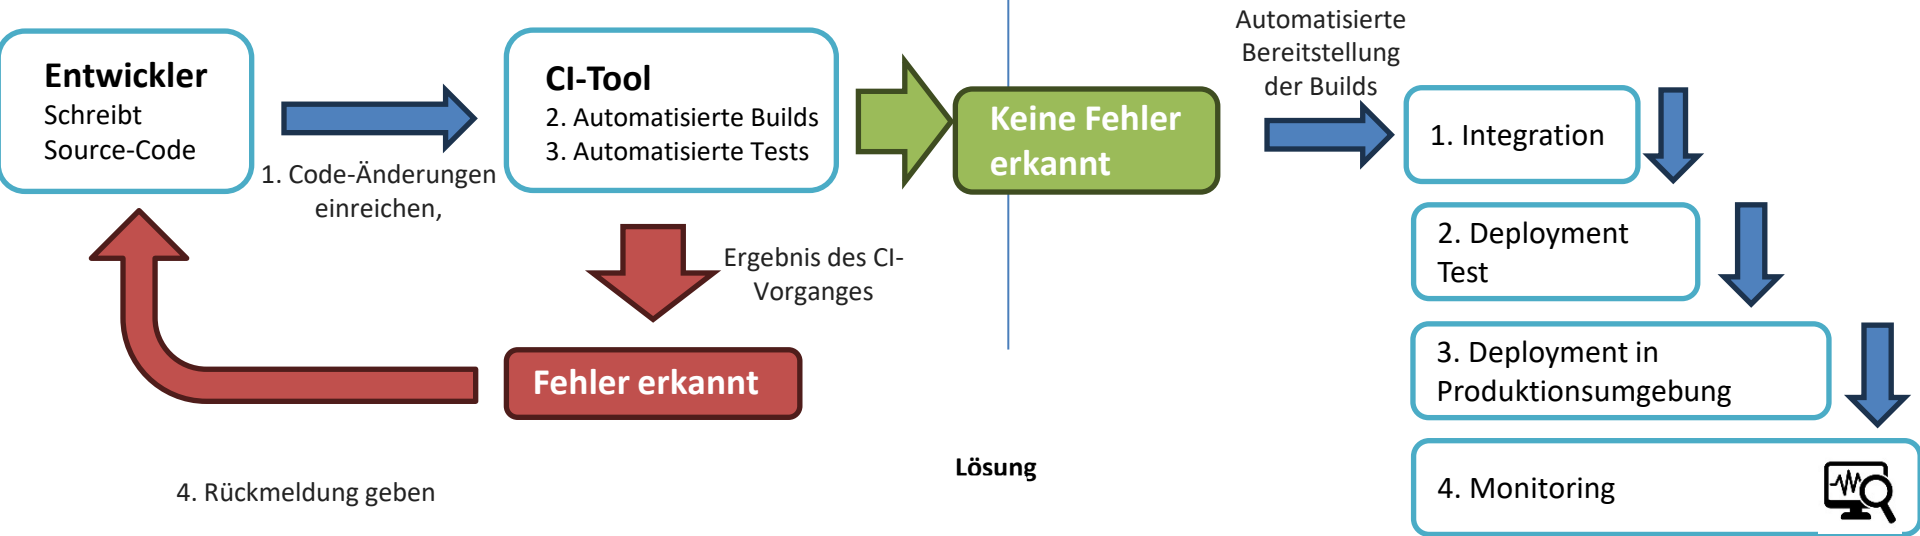 Entwickler
Schreibt
Source-Code
1. Code-Änderungen
einreichen,
CI-Tool
2. Automatisierte Builds
3. Automatisierte Tests
Ergebnis des CI-
Vorganges
Fehler erkannt
4. Rückmeldung geben
Keine Fehler
erkannt
Lösung
Automatisierte
Bereitstellung
der Builds
1. Integration
2. Deployment
Test
3. Deployment in
Produktionsumgebung
4. Monitoring